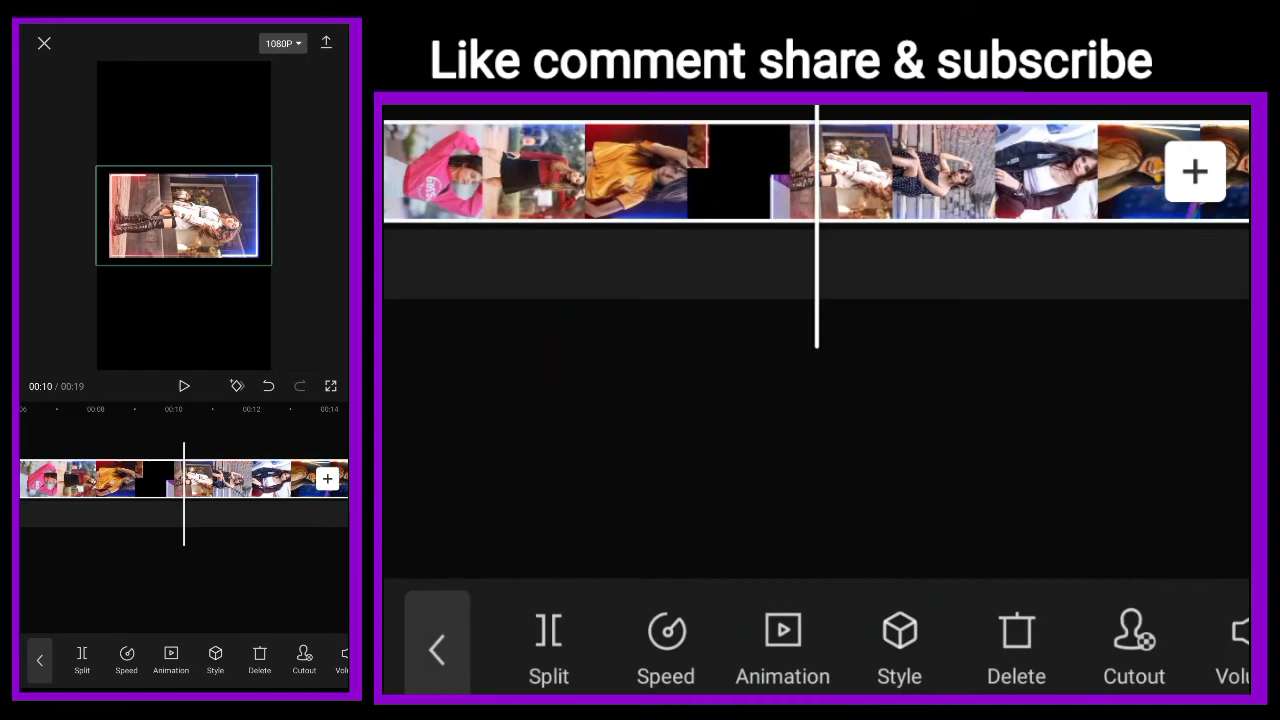 1080P
00:10 / 00:19
00:08
00:10
00:12
00:14
Split
Speed
Animation
Style
Delete
Cutout
Like comment share & subscribe
Split
Speed
Animation
Style
Delete
Cutout